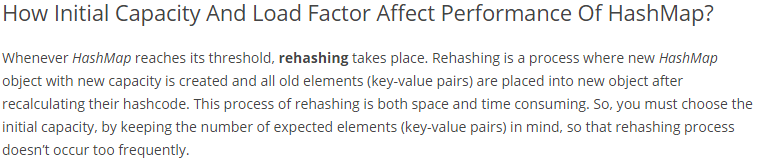 How Initial Capacity And Load Factor Affect Performance Of HashMap?
Whenever HashMap reaches its threshold, rehashing takes place. Rehashing is a process where new HashMap
object with new capacity is created and all old elements (key-value pairs) are placed into new object after
recalculating their hashcode. This process of rehashing is both space and time consuming. So, you must choose the
initial capacity, by keeping the number of expected elements (key-value pairs) in mind, so that rehashing process
doesn’t occur too frequently.